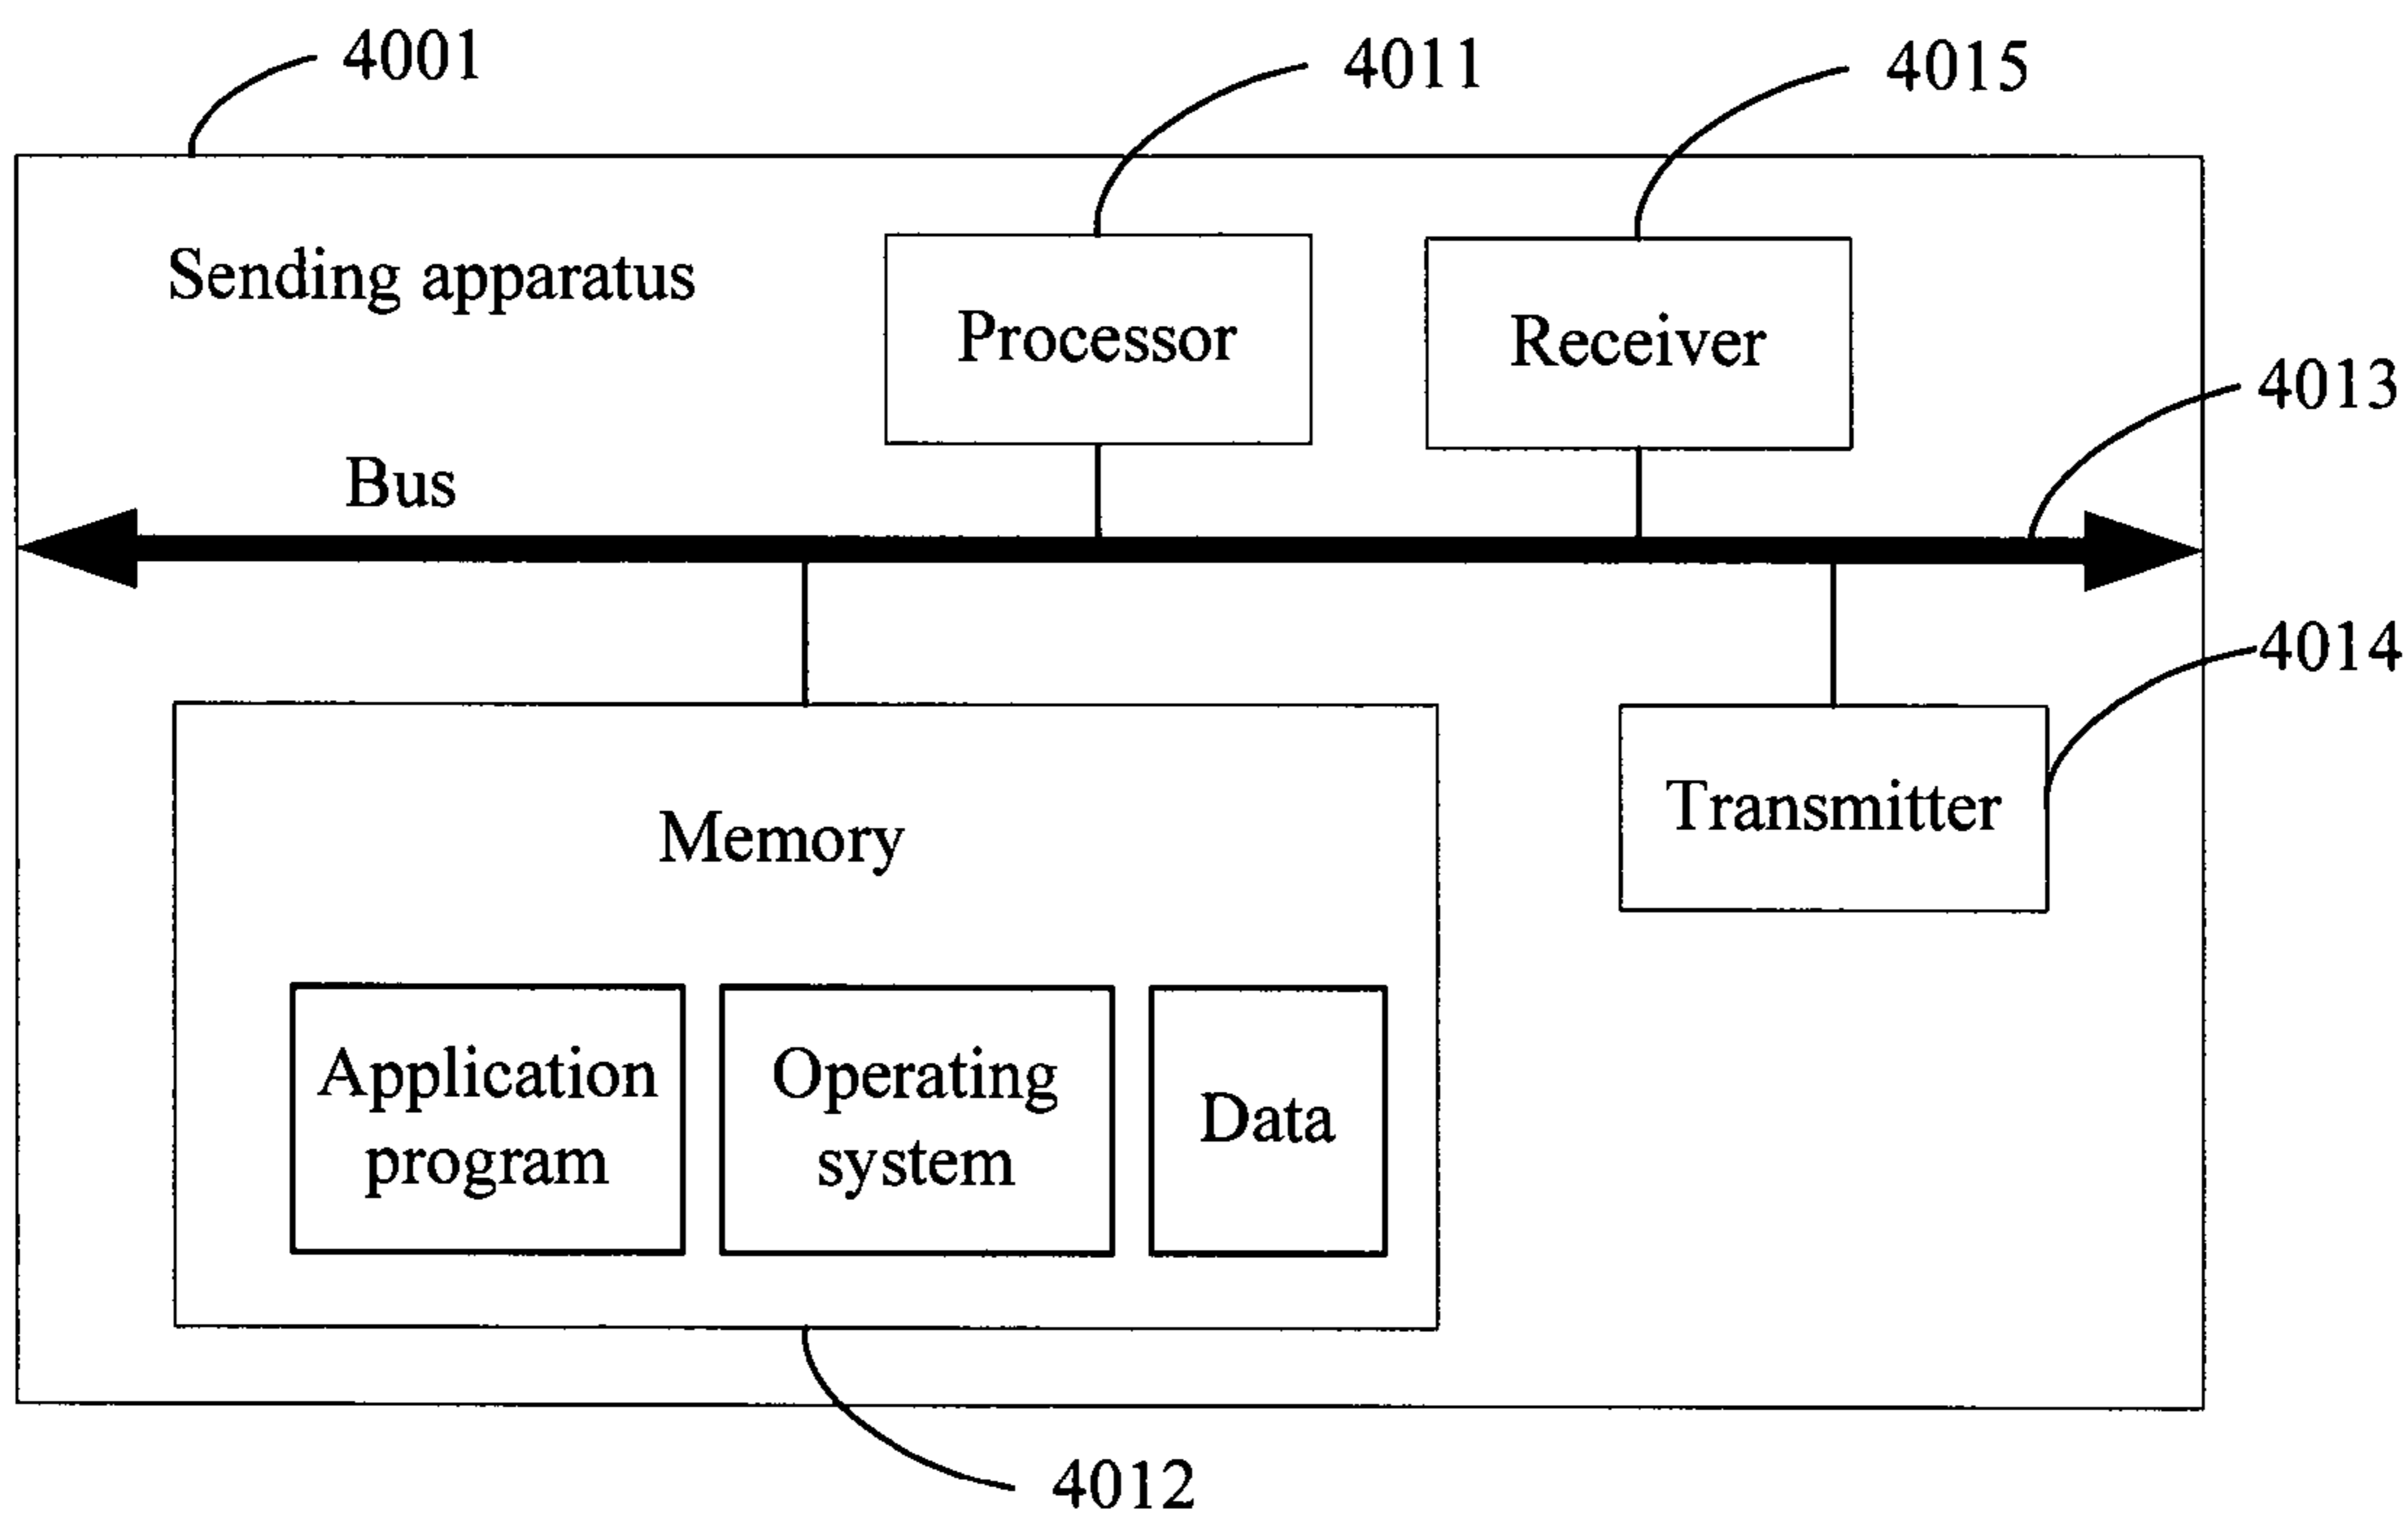 4001
4011
4015
Sending apparatus
Processor
Receiver
4013
Bus
4014
Transmitter
Memory
Application
program
Operating
system
Data
4012